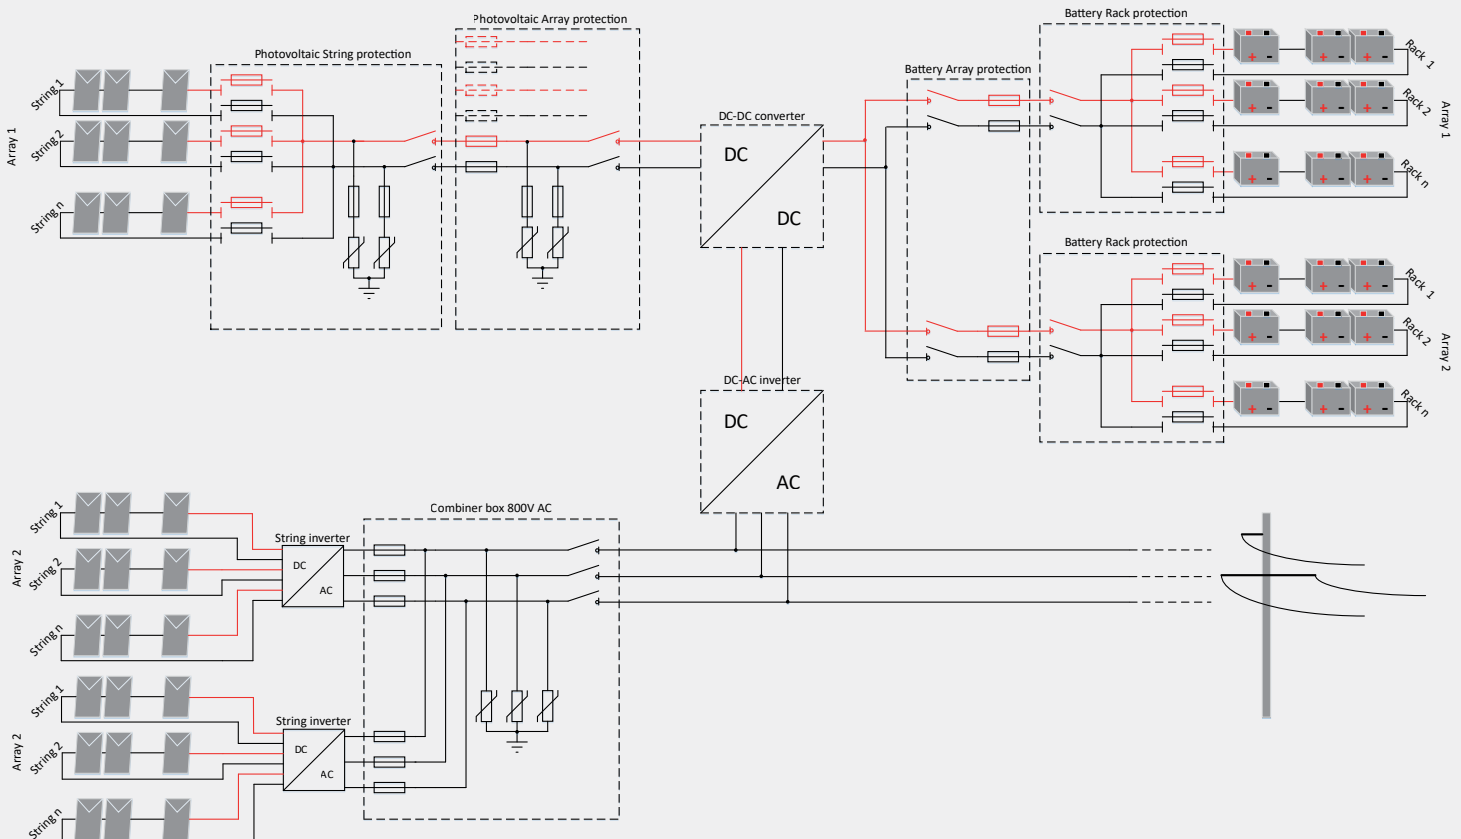 Photovoltaic Array protection
Battery Rack protection
Photovoltaic String protection
Battery Array protection
Rack 1
String 1
Rack 2
Array 1
DC-DC converter
Array 1
String2
DC
Rack n
String n
DC
Battery Rack protection
Rack 1
Rack 2
Array 2
DC-AC inverter
Rack n
DC
AC
String 1
Combiner box 800V AC
String inverter
Array 2
String 2
DC
AC
String n
String 1
String inverter
Array 2
String 2
DC
AC
String n